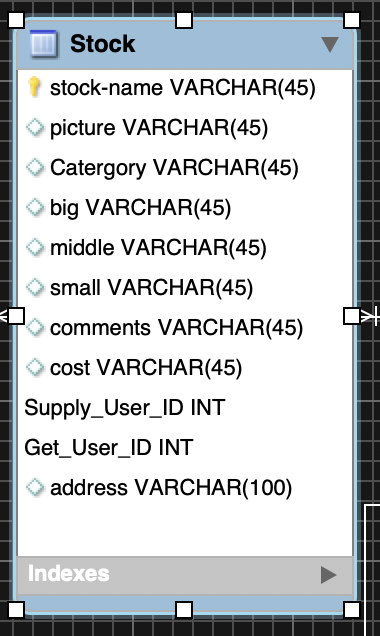 Stock
stock-name VARCHAR(45)
picture VARCHAR(45)
Catergory VARCHAR(45)
big VARCHAR(45)
middle VARCHAR(45)
small VARCHAR(45)
comments VARCHAR(45)
cost VARCHAR(45)
Supply_User_ID INT
Get_User_ID INT
address VARCHAR(100)
Indexes